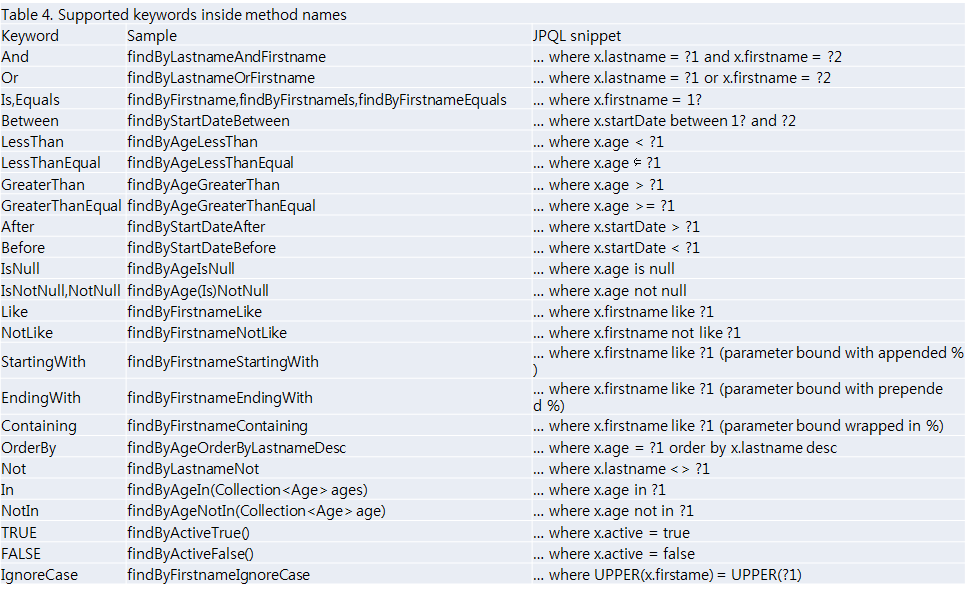 Table 4. Supported keywords inside method names
Keyword Sample JPQL snippet
And findByLastnameAndFirstname ... where x.lastname = ?1 and x.firstname = ?2
Or findByLastnameOrFirstname ... where x.lastname = ?1 or x.firstname = ?2
Is,Equals findByFirstname,findByFirstnameIs,findByFirstnameEquals ... where x.firstname = 1?
Between findByStartDateBetween ... where x.startDate between 1? and ?2
LessThan findByAgeLessThan ... where x.age < ?1
LessThanEqual findByAgeLessThanEqual ... where x.age ⇐ ?1
GreaterThan findByAgeGreaterThan ... where x.age > ?1
GreaterThanEqual findByAgeGreaterThanEqual ... where x.age >= ?1
After findByStartDateAfter ... where x.startDate > ?1
Before findByStartDateBefore ... where x.startDate < ?1
IsNull findByAgeIsNull ... where x.age is null
IsNotNull,NotNull findByAge(Is)NotNull ... where x.age not null
Like findByFirstnameLike ... where x.firstname like ?1
NotLike findByFirstnameNotLike ... where x.firstname not like ?1
StartingWith findByFirstnameStartingWith ... where x.firstname like ?1 (parameter bound with appended %
)
EndingWith findByFirstnameEndingWith ... where x.firstname like ?1 (parameter bound with prepende
d %)
Containing findByFirstnameContaining ... where x.firstname like ?1 (parameter bound wrapped in %)
OrderBy findByAgeOrderByLastnameDesc ... where x.age = ?1 order by x.lastname desc
Not findByLastnameNot ... where x.lastname <> ?1
In findByAgeIn(Collection<Age> ages) ... where x.age in ?1
NotIn findByAgeNotIn(Collection<Age> age) ... where x.age not in ?1
TRUE findByActiveTrue() ... where x.active = true
FALSE findByActiveFalse() ... where x.active = false
IgnoreCase findByFirstnameIgnoreCase ... where UPPER(x.firstame) = UPPER(?1)